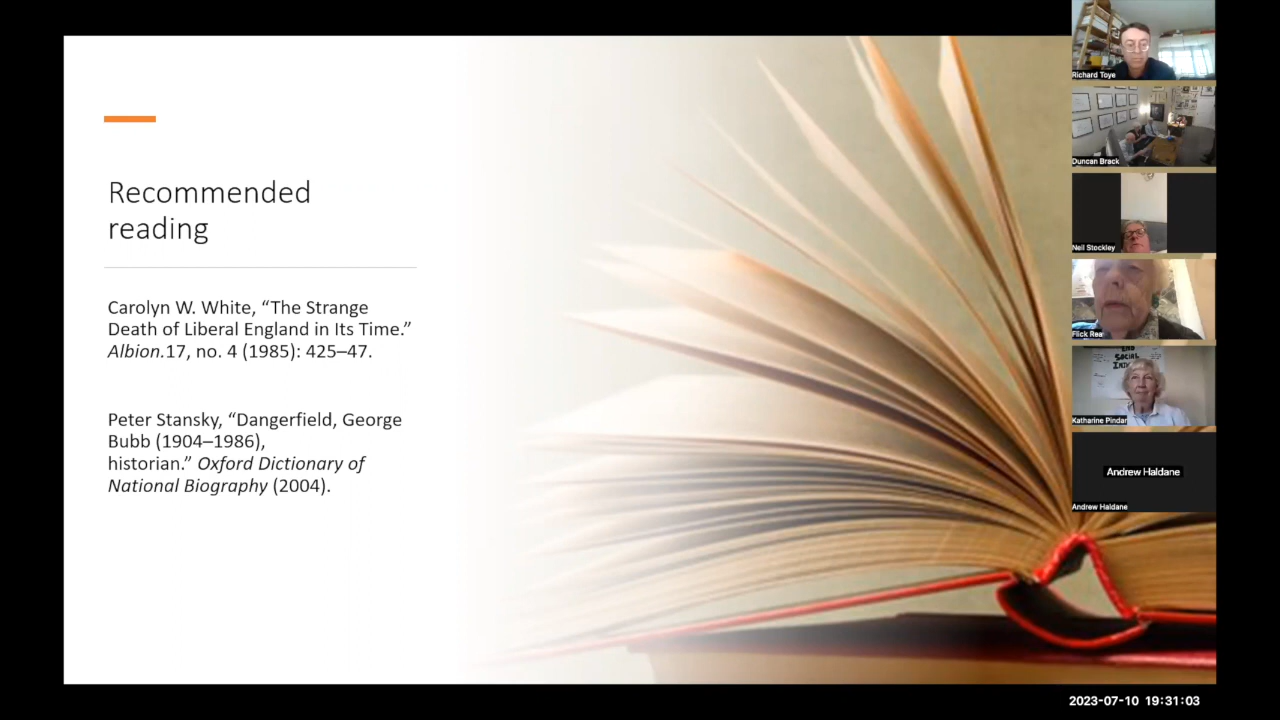 Recommended
reading
Carolyn W. White, “The Strange
Death of Liberal England in Its Time.”
Albion.17, no. 4 (1985): 425–47.
Peter Stansky, “Dangerfield, George
Bubb (1904–1986),
historian.” Oxford Dictionary of
National Biography (2004).
Richard Toye
Duncan Brack
Neil Stockley
Flick Rea
SOCIAL
Katharine Pindar
Andrew Haldane
Andrew Haldane
2023-07-10 19:31:03